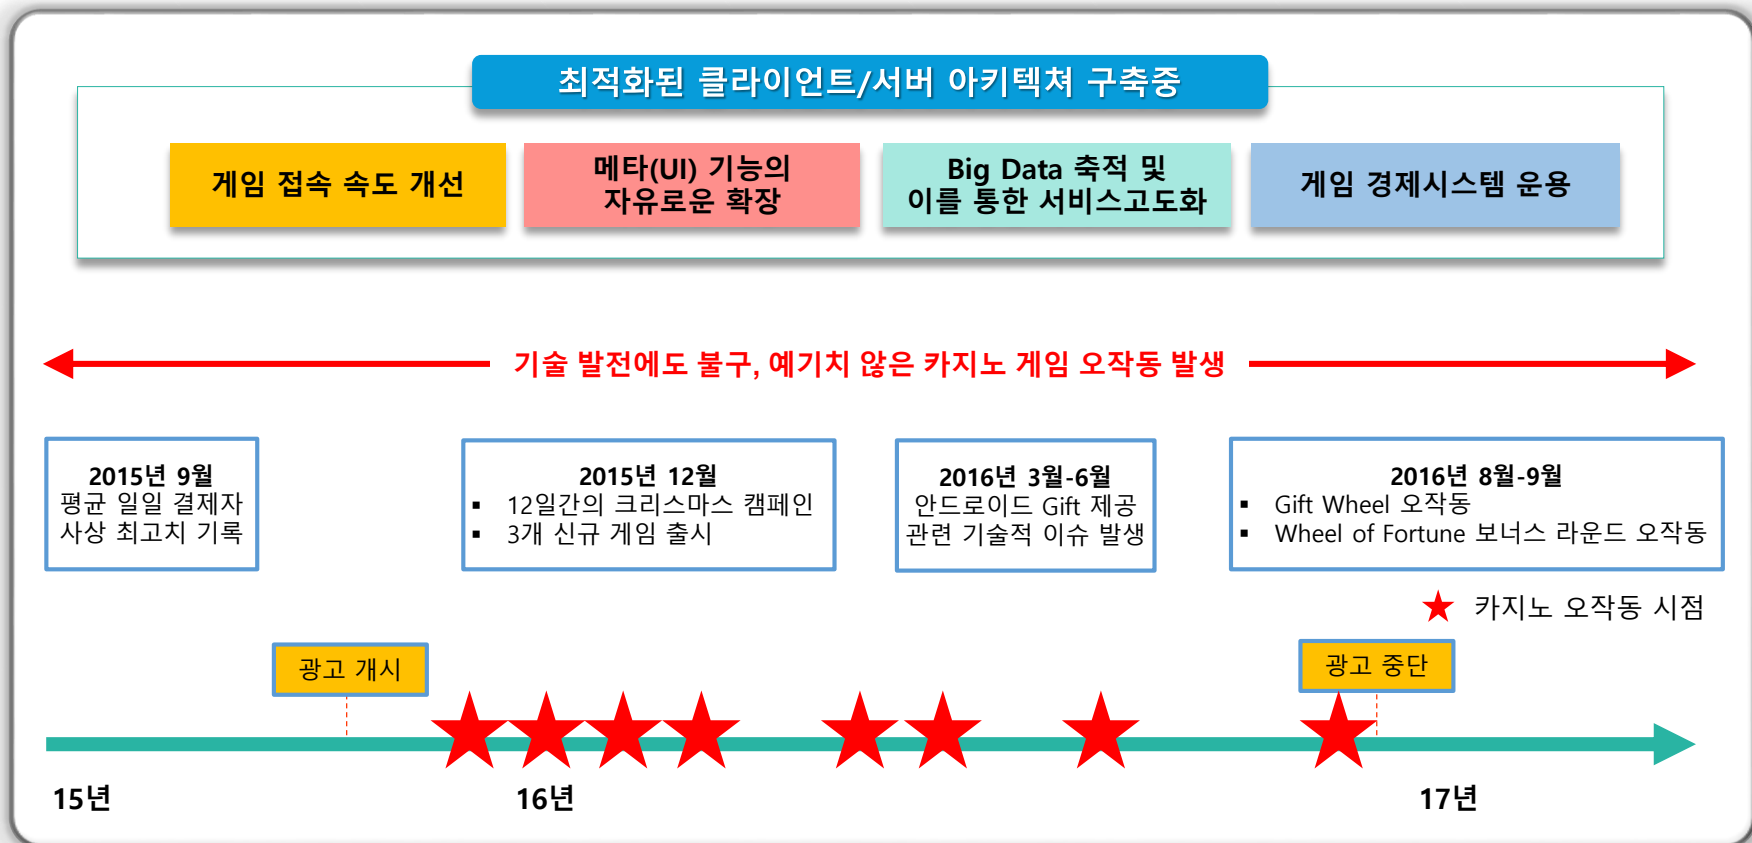 최적화된 클라이언트/서버 아키텍쳐 구축중
게임 접속 속도 개선
메타(UI) 기능의
자유로운 확장
Big Data 축적 및
이를 통한 서비스고도화
게임 경제시스템 운용
기술 발전에도 불구, 예기치 않은 카지노 게임 오작동 발생
2015년 9월
평균 일일 결제자
사상 최고치 기록
2015년 12월
▪ 12일간의 크리스마스 캠페인
▪ 3개 신규 게임 출시
2016년 3월-6월
안드로이드 Gift 제공
관련 기술적 이슈 발생
2016년 8월-9월
▪ Gift Wheel 오작동
▪ Wheel of Fortune 보너스 라운드 오작동
카지노 오작동 시점
광고 개시
광고 중단
15년
16년
17년